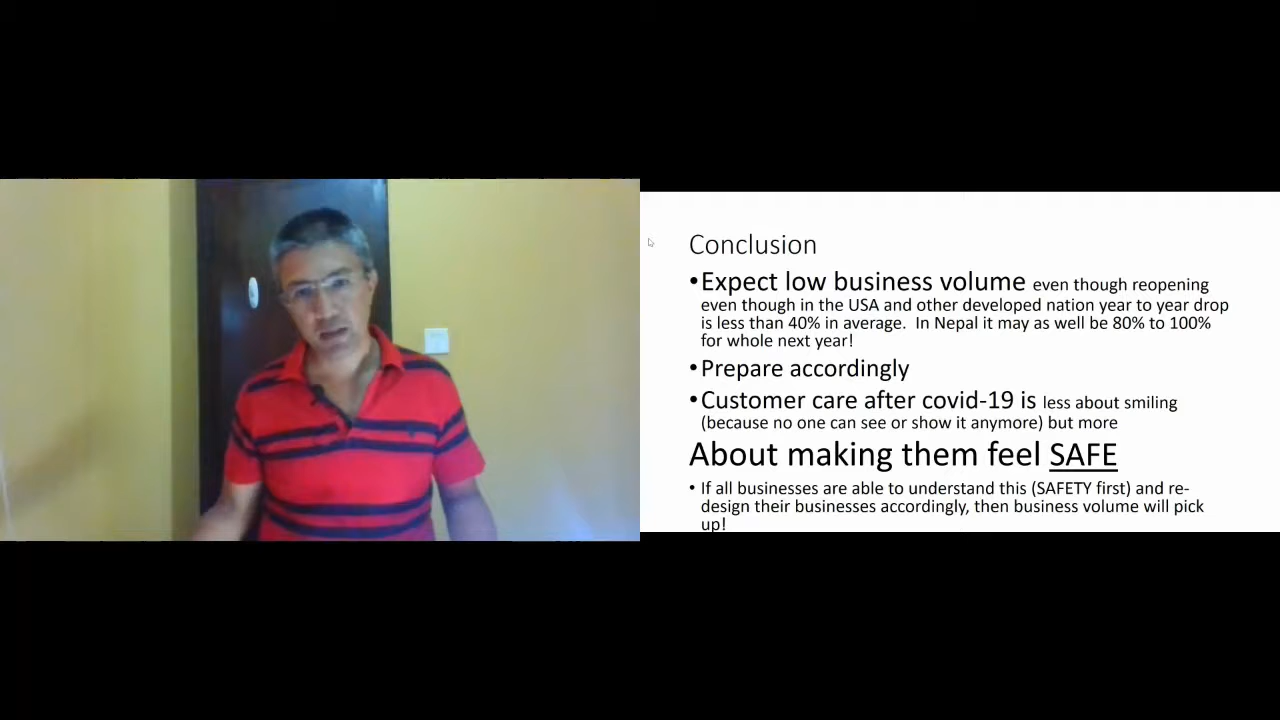 Conclusion
•Expect low business volume even though reopening
even though in the USA and other developed nation year to year drop
is less than 40% in average.  In Nepal it may as well be 80% to 100%
for whole next year!
•Prepare accordingly
•Customer care after covid-19 is less about smiling
(because no one can see or show it anymore) but more
About making them feel SAFE
• If all businesses are able to understand this (SAFETY first) and re-
design their businesses accordingly, then business volume will pick
up!